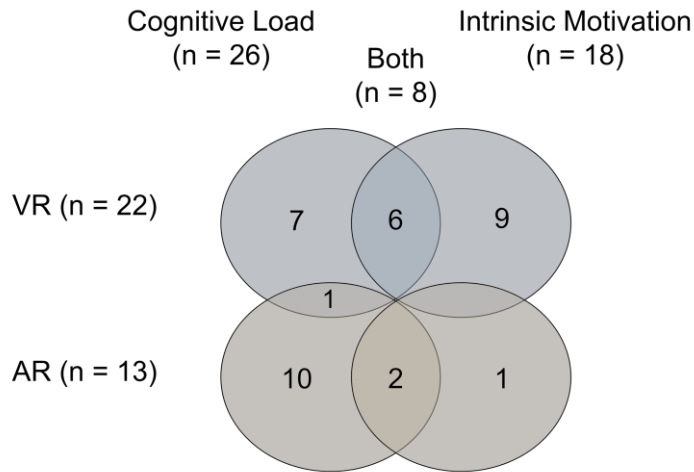 Cognitive Load
(n = 26)
Both
(n = 8)
Intrinsic Motivation
(n = 18)
VR (n = 22)
7
6
9
1
AR (n = 13)
10
2
1